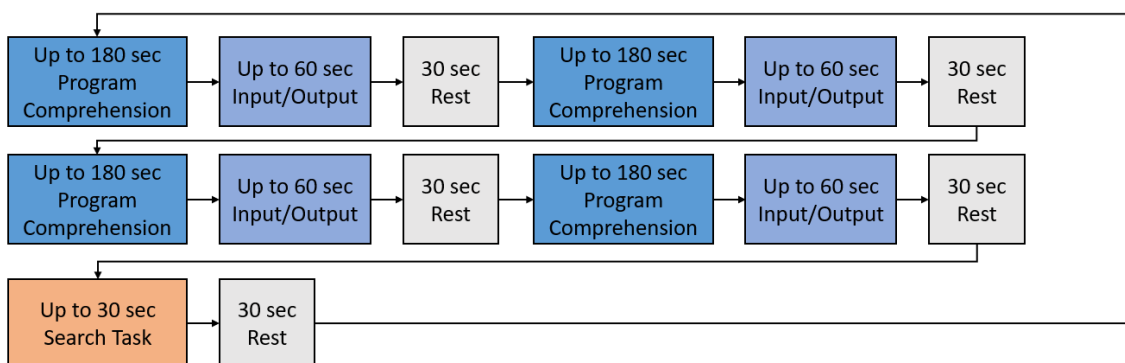 Up to 180 sec
Program
Comprehension
Up to 60 sec
Input/Output
30 sec
Rest
Up to 180 sec
Program
Comprehension
Up to 60 sec
Input/Output
30 sec
Rest
Up to 180 sec
Program
Comprehension
Up to 60 sec
Input/Output
30 sec
Rest
Up to 180 sec
Program
Comprehension
Up to 60 sec
Input/Output
30 sec
Rest
Up to 30 sec
Search Task
30 sec
Rest